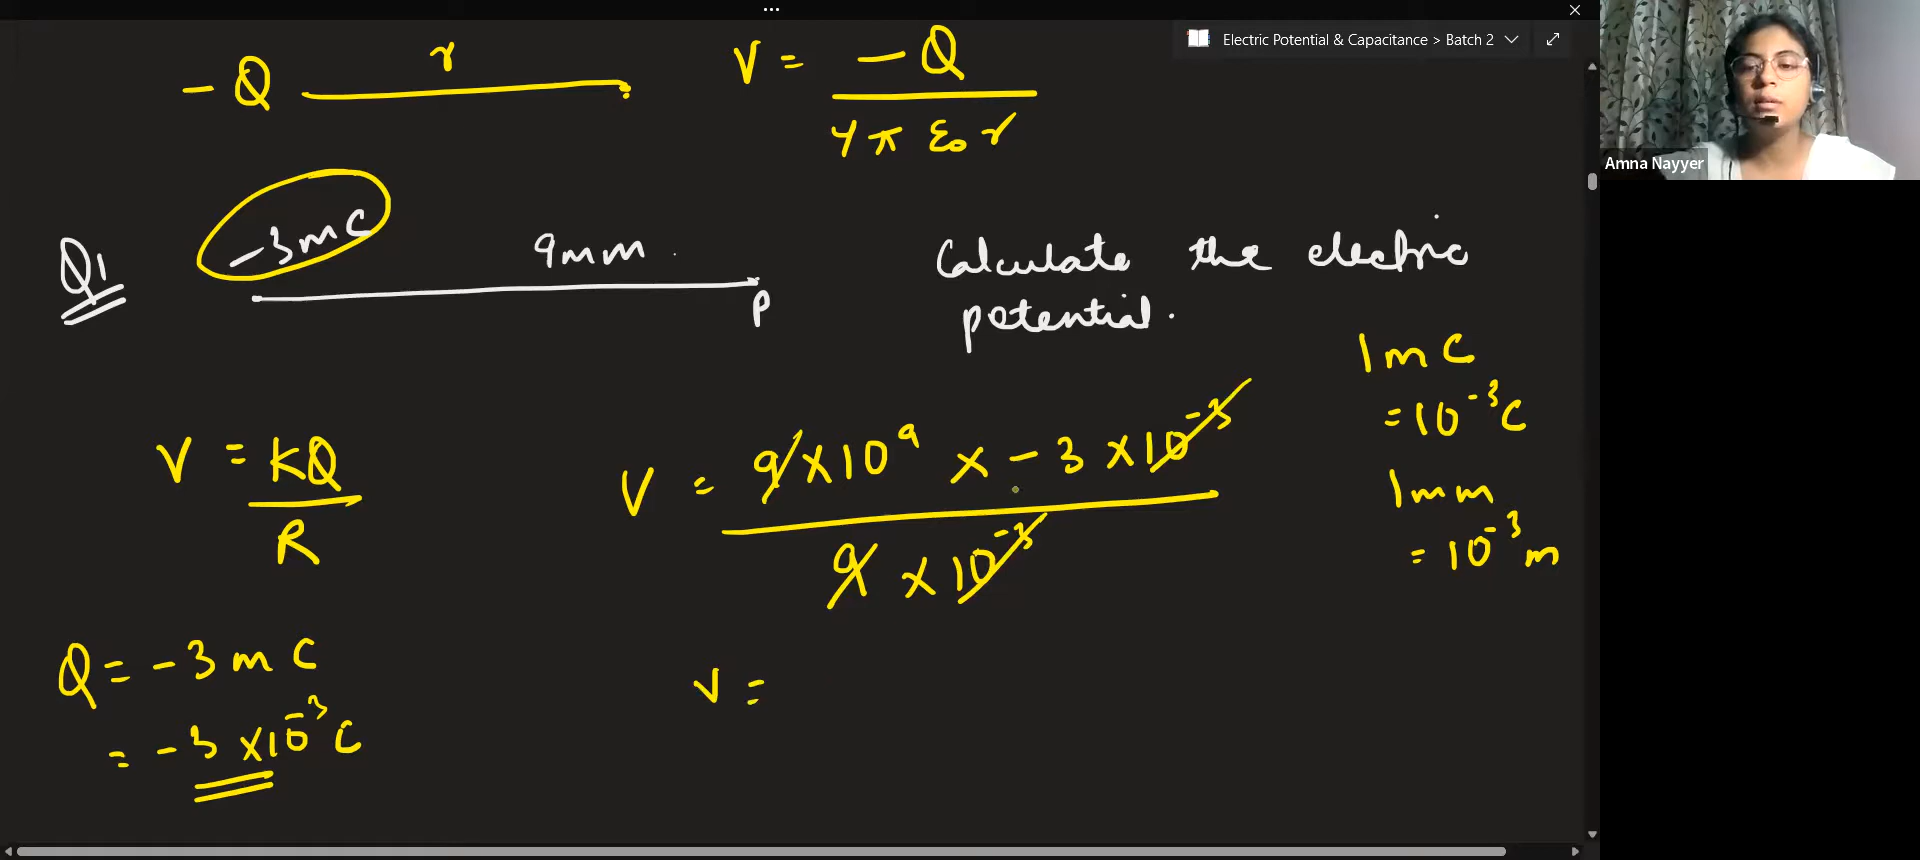 Electric Potential & Capacitance > Batch 2
Amna Nayyer
- Q r V = - Q
4 π ε₀ r
Q1 -3mC 9mm. P
Calculate the electric
potential.
1mC
= 10⁻³C
1mm
= 10⁻³m
V = KQ
R
V = 9×10⁹ × -3 ×10⁻³
9 × 10⁻³
Q = -3 m C
= -3 ×10⁻³ C
V =